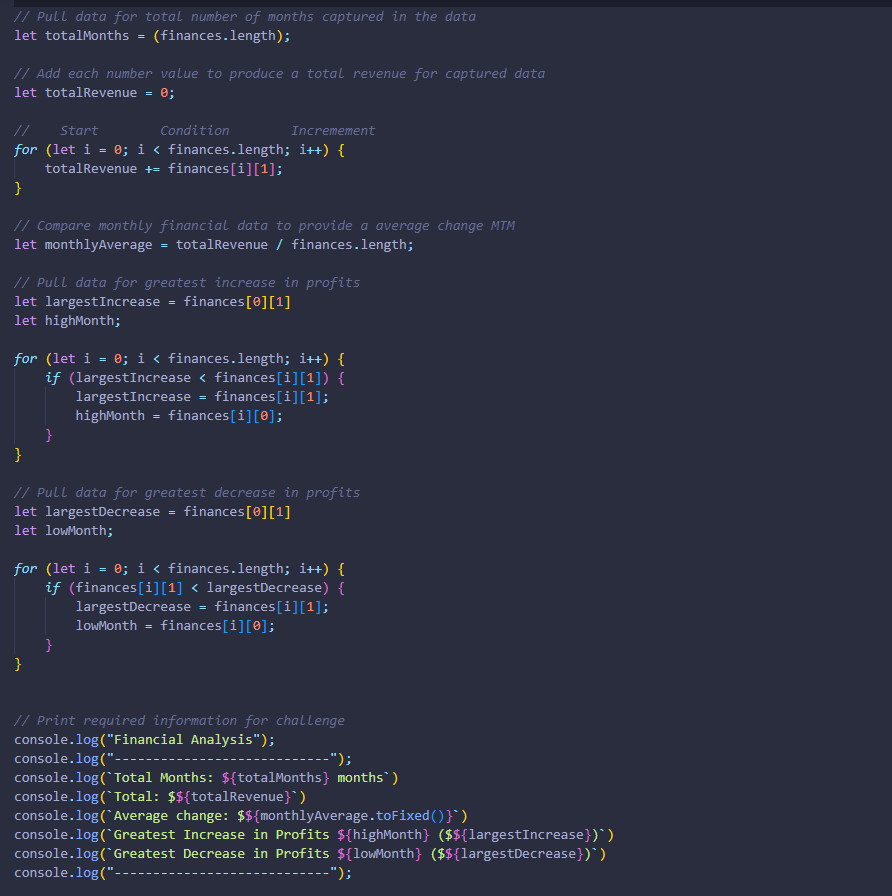 // Pull data for total number of months captured in the data
let totalMonths = (finances.length);
// Add each number value to produce a total revenue for captured data
let totalRevenue = 0;
//    Start        Condition        Incremement
for (let i = 0; i < finances.length; i++) {
    totalRevenue += finances[i][1];
}
// Compare monthly financial data to provide a average change MTM
let monthlyAverage = totalRevenue / finances.length;
// Pull data for greatest increase in profits
let largestIncrease = finances[0][1]
let highMonth;
for (let i = 0; i < finances.length; i++) {
    if (largestIncrease < finances[i][1]) {
        largestIncrease = finances[i][1];
        highMonth = finances[i][0];
    }
}
// Pull data for greatest decrease in profits
let largestDecrease = finances[0][1]
let lowMonth;
for (let i = 0; i < finances.length; i++) {
    if (finances[i][1] < largestDecrease) {
        largestDecrease = finances[i][1];
        lowMonth = finances[i][0];
    }
}
// Print required information for challenge
console.log("Financial Analysis");
console.log("----------------------------");
console.log(`Total Months: ${totalMonths} months`)
console.log(`Total: $${totalRevenue}`)
console.log(`Average change: $${monthlyAverage.toFixed()}`)
console.log(`Greatest Increase in Profits ${highMonth} ($${largestIncrease})`)
console.log(`Greatest Decrease in Profits ${lowMonth} ($${largestDecrease})`)
console.log("----------------------------");